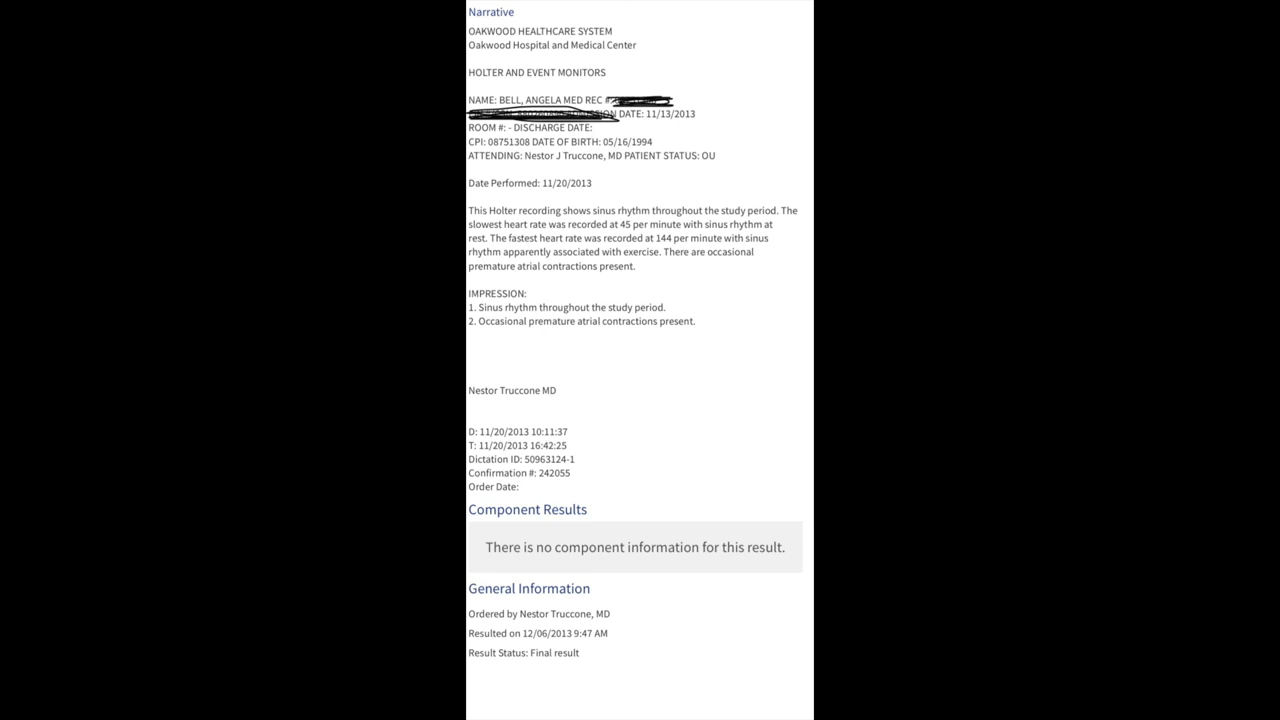 Narrative
OAKWOOD HEALTHCARE SYSTEM
Oakwood Hospital and Medical Center
HOLTER AND EVENT MONITORS
NAME: BELL, ANGELA MED REC #:
DATE: 11/13/2013
ROOM #: - DISCHARGE DATE:
CPI: 08751308 DATE OF BIRTH: 05/16/1994
ATTENDING: Nestor J Truccone, MD PATIENT STATUS: OU
Date Performed: 11/20/2013
This Holter recording shows sinus rhythm throughout the study period. The
slowest heart rate was recorded at 45 per minute with sinus rhythm at
rest. The fastest heart rate was recorded at 144 per minute with sinus
rhythm apparently associated with exercise. There are occasional
premature atrial contractions present.
IMPRESSION:
1. Sinus rhythm throughout the study period.
2. Occasional premature atrial contractions present.
Nestor Truccone MD
D: 11/20/2013 10:11:37
T: 11/20/2013 16:42:25
Dictation ID: 50963124-1
Confirmation #: 242055
Order Date:
Component Results
There is no component information for this result.
General Information
Ordered by Nestor Truccone, MD
Resulted on 12/06/2013 9:47 AM
Result Status: Final result